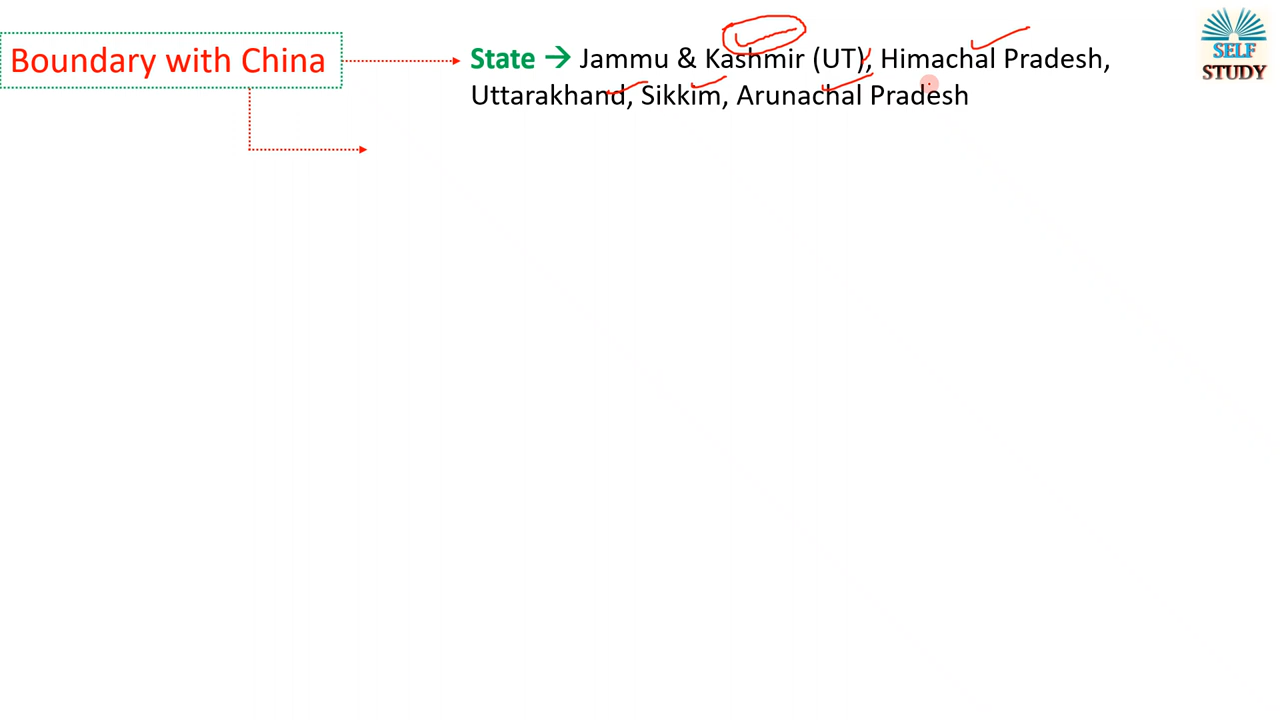 Boundary with China
State → Jammu & Kashmir (UT), Himachal Pradesh,
Uttarakhand, Sikkim, Arunachal Pradesh
SELF
STUDY